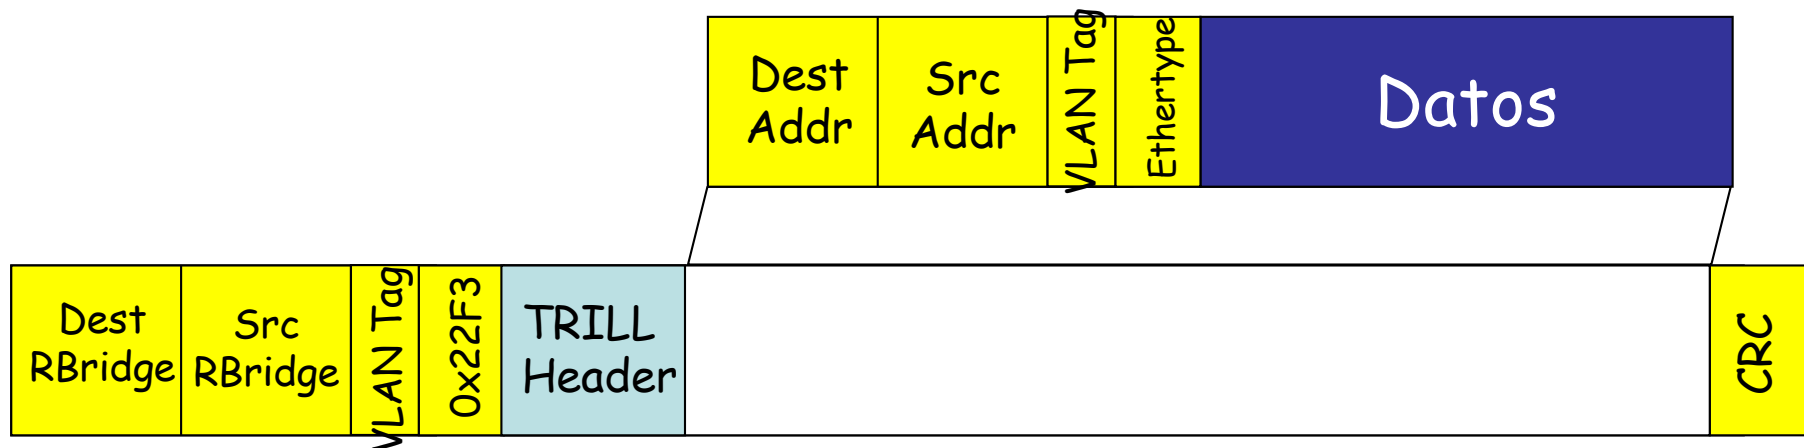 Dest
Addr
Src
Addr
VLAN Tag
Ethertype
Datos
Dest
RBridge
Src
RBridge
VLAN Tag
0x22F3
TRILL
Header
CRC